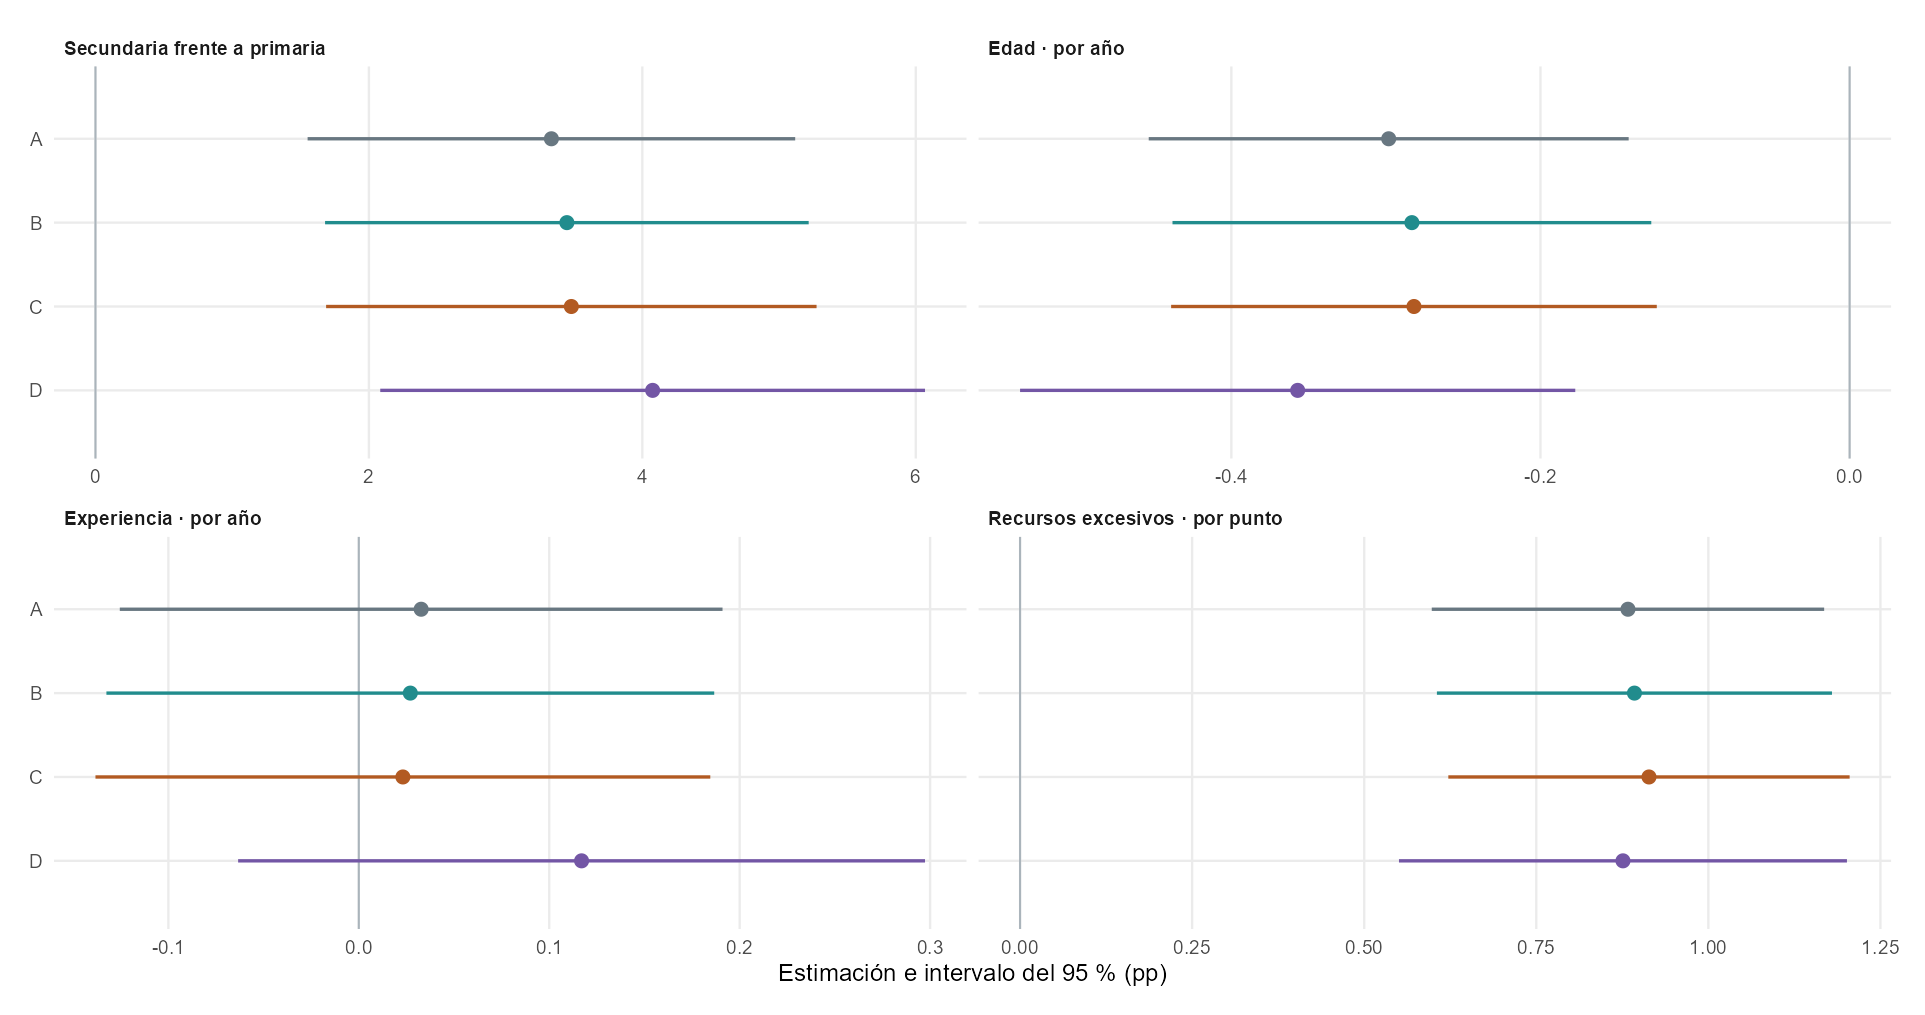 Secundaria frente a primaria
Edad · por año
A
B
C
D
0 2 4 6
-0.4 -0.2 0.0
Experiencia · por año
Recursos excesivos · por punto
A
B
C
D
-0.1 0.0 0.1 0.2 0.3
0.00 0.25 0.50 0.75 1.00 1.25
Estimación e intervalo del 95 % (pp)